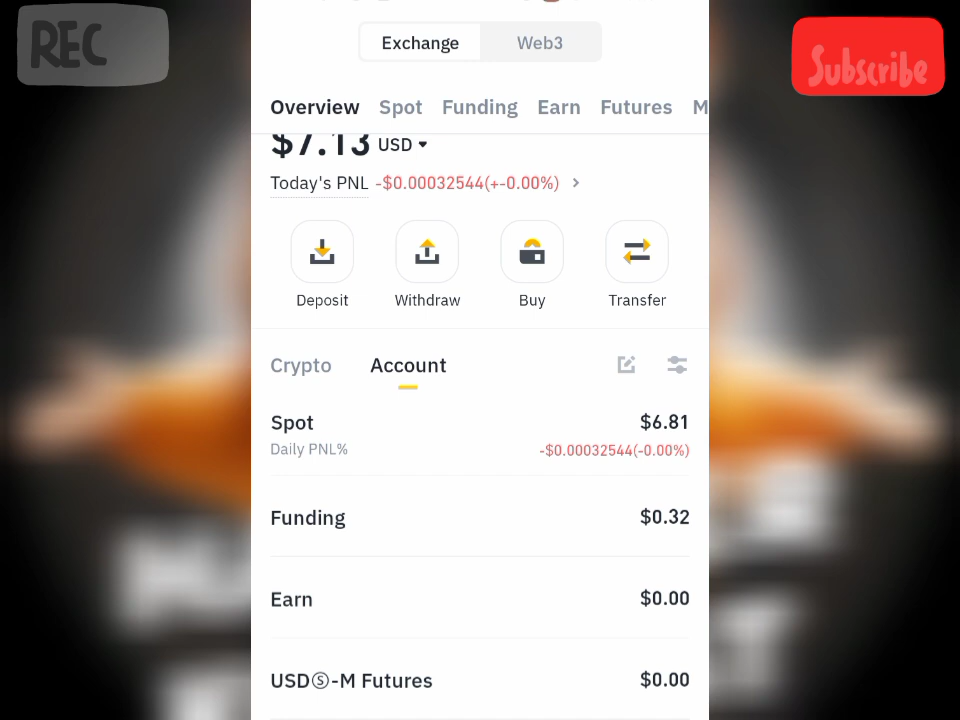 REC
Subscribe
Exchange Web3
Overview Spot Funding Earn Futures M
$7.13 USD
Today's PNL -$0.00032544(+-0.00%)
Deposit Withdraw Buy Transfer
Crypto Account
Spot $6.81
Daily PNL% -$0.00032544(-0.00%)
Funding $0.32
Earn $0.00
USDⓈ-M Futures $0.00